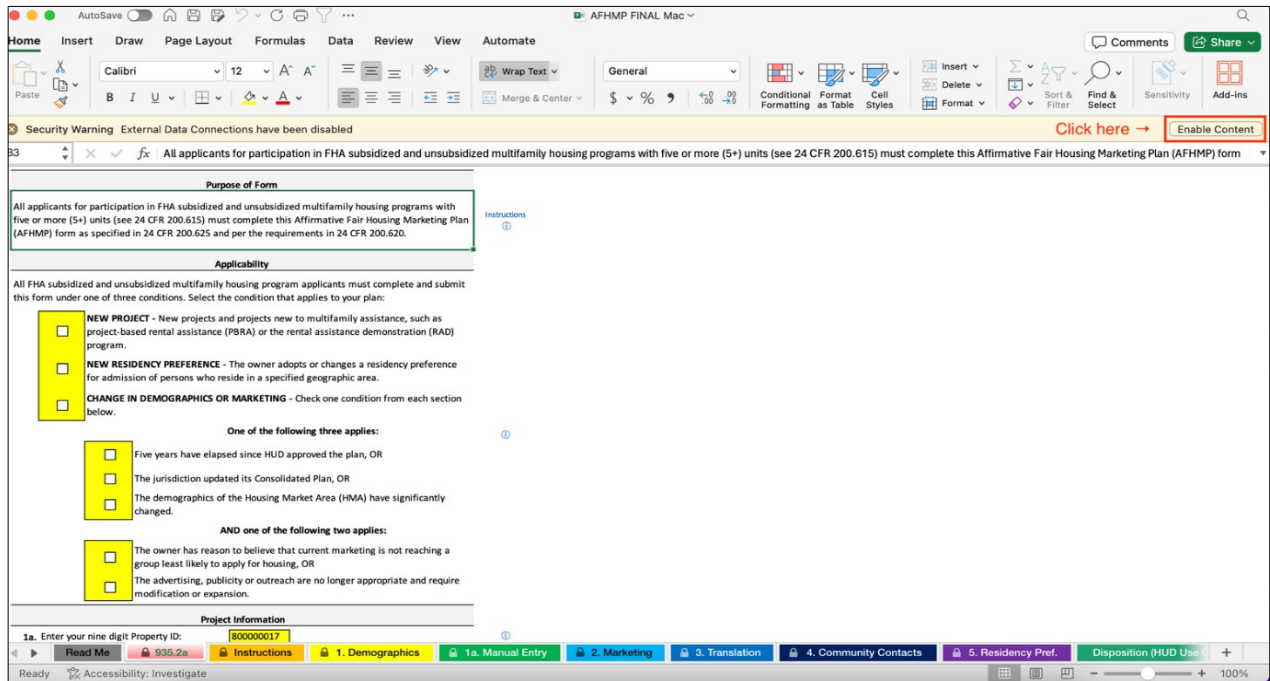 AutoSave
AFHMP FINAL Mac
Home Insert Draw Page Layout Formulas Data Review View Automate
Comments Share
Paste
Calibri 12 A^ A˅
Wrap Text
General
Conditional Formatting
Format as Table
Cell Styles
Insert
Delete
Format
Sort & Filter
Find & Select
Sensitivity
Add-ins
B I U A
Merge & Center
$ % 9
Security Warning External Data Connections have been disabled
Click here → Enable Content
B3 fx All applicants for participation in FHA subsidized and unsubsidized multifamily housing programs with five or more (5+) units (see 24 CFR 200.615) must complete this Affirmative Fair Housing Marketing Plan (AFHMP) form
Purpose of Form
All applicants for participation in FHA subsidized and unsubsidized multifamily housing programs with
five or more (5+) units (see 24 CFR 200.615) must complete this Affirmative Fair Housing Marketing Plan
(AFHMP) form as specified in 24 CFR 200.625 and per the requirements in 24 CFR 200.620.
Instructions
Applicability
All FHA subsidized and unsubsidized multifamily housing program applicants must complete and submit
this form under one of three conditions. Select the condition that applies to your plan:
NEW PROJECT - New projects and projects new to multifamily assistance, such as
project-based rental assistance (PBRA) or the rental assistance demonstration (RAD)
program.
NEW RESIDENCY PREFERENCE - The owner adopts or changes a residency preference
for admission of persons who reside in a specified geographic area.
CHANGE IN DEMOGRAPHICS OR MARKETING - Check one condition from each section
below.
One of the following three applies:
Five years have elapsed since HUD approved the plan, OR
The jurisdiction updated its Consolidated Plan, OR
The demographics of the Housing Market Area (HMA) have significantly
changed.
AND one of the following two applies:
The owner has reason to believe that current marketing is not reaching a
group least likely to apply for housing, OR
The advertising, publicity or outreach are no longer appropriate and require
modification or expansion.
Project Information
1a. Enter your nine digit Property ID: 800000017
Read Me 935.2a Instructions 1. Demographics 1a. Manual Entry 2. Marketing 3. Translation 4. Community Contacts 5. Residency Pref. Disposition (HUD Use
Ready Accessibility: Investigate 100%